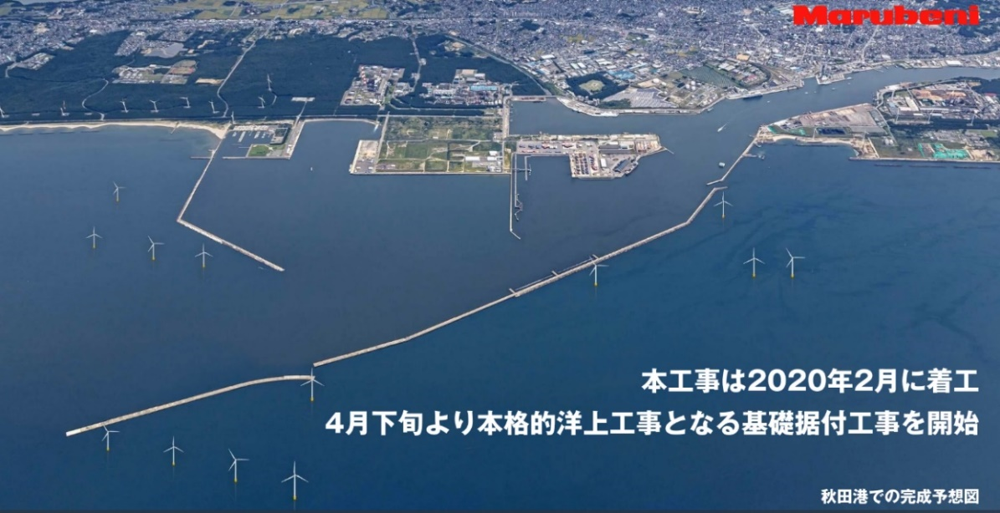 Marubeni
本工事は2020年2月に着工
4月下旬より本格的洋上工事となる基礎据付工事を開始
秋田港での完成予想図